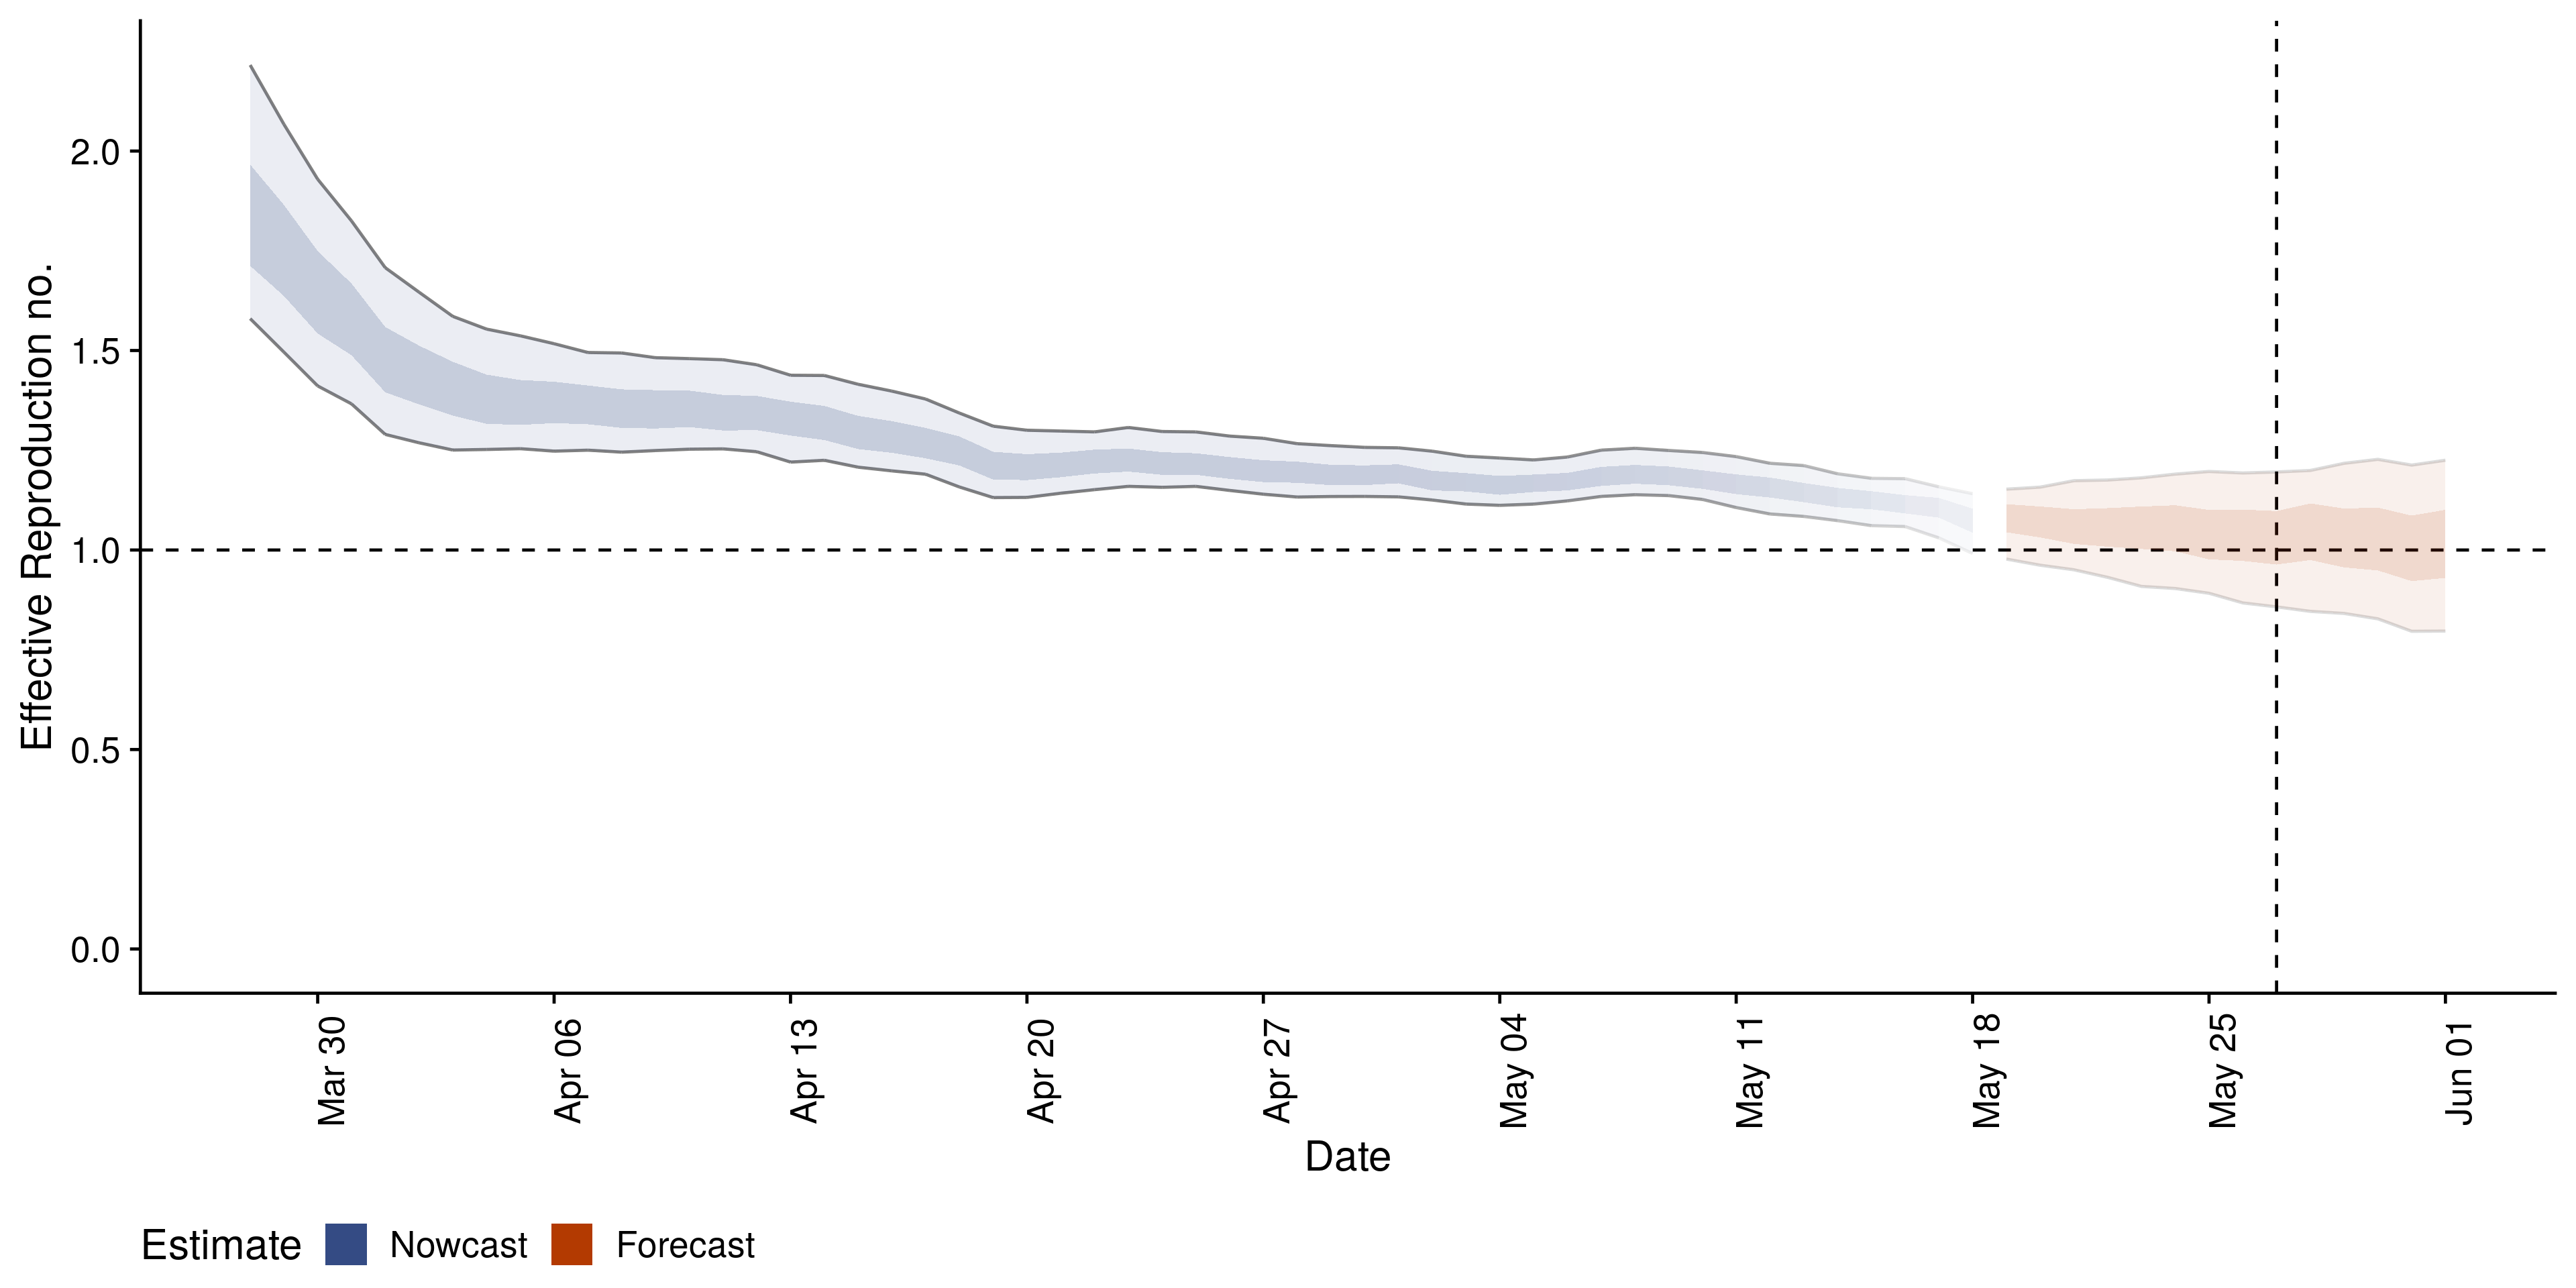 Effective Reproduction no.
2.0
1.5
1.0
0.5
0.0
Mar 30
Apr 06
Apr 13
Apr 20
Apr 27
May 04
May 11
May 18
May 25
Jun 01
Date
Estimate Nowcast Forecast